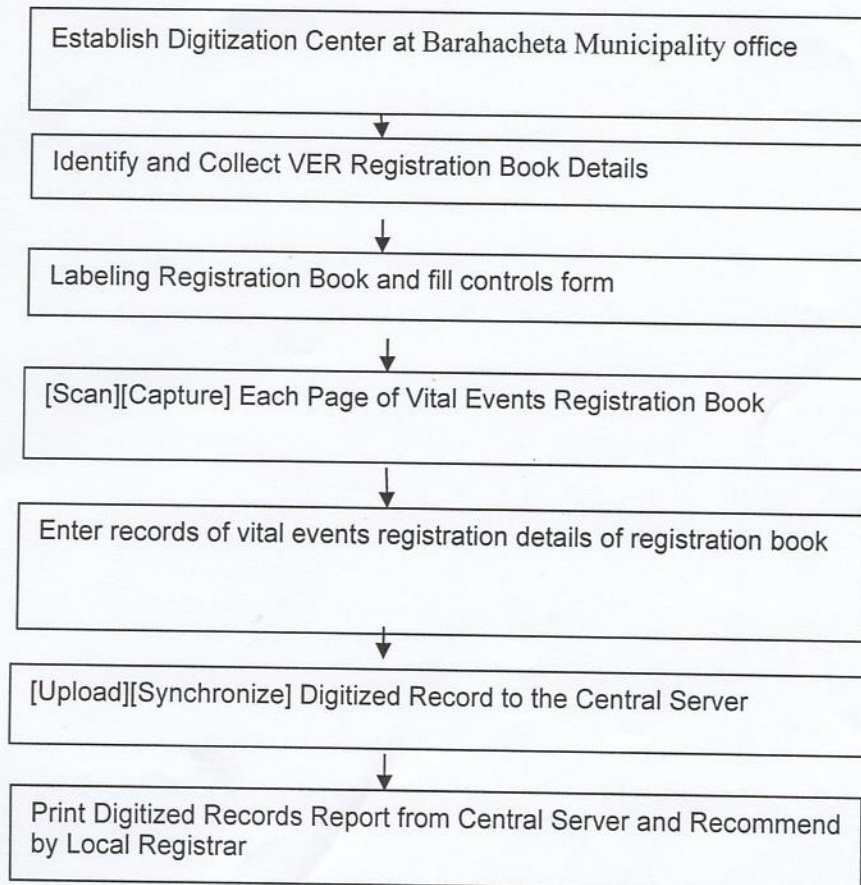 Establish Digitization Center at Barahacheta Municipality office
Identify and Collect VER Registration Book Details
Labeling Registration Book and fill controls form
[Scan][Capture] Each Page of Vital Events Registration Book
Enter records of vital events registration details of registration book
[Upload][Synchronize] Digitized Record to the Central Server
Print Digitized Records Report from Central Server and Recommend
by Local Registrar